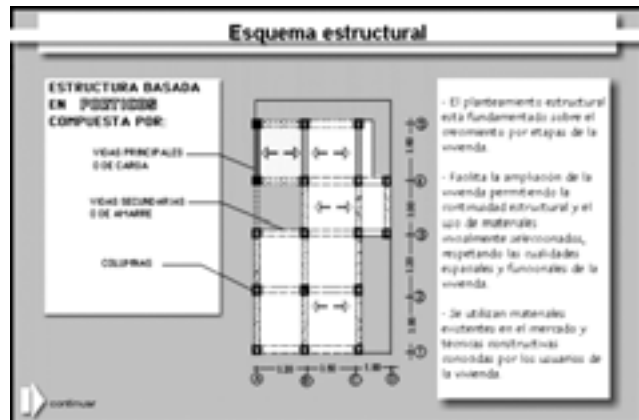 Esquema estructural
ESTRUCTURA BASADA
EN PORTICOS
COMPUESTA POR:
VIGAS PRINCIPALES
O DE CARGA
VIGAS SECUNDARIAS
O DE AMARRE
COLUMNAS
- El planteamiento estructural
está fundamentado sobre el
crecimiento por etapas de la
vivienda.
- Facilita la ampliación de la
vivienda permitiendo la
continuidad estructural y el
uso de materiales
inicialmente seleccionados,
respetando las cualidades
espaciales y funcionales de la
vivienda.
- Se utilizan materiales
existentes en el mercado y
técnicas constructivas
conocidas por los usuarios de
la vivienda.
continuar